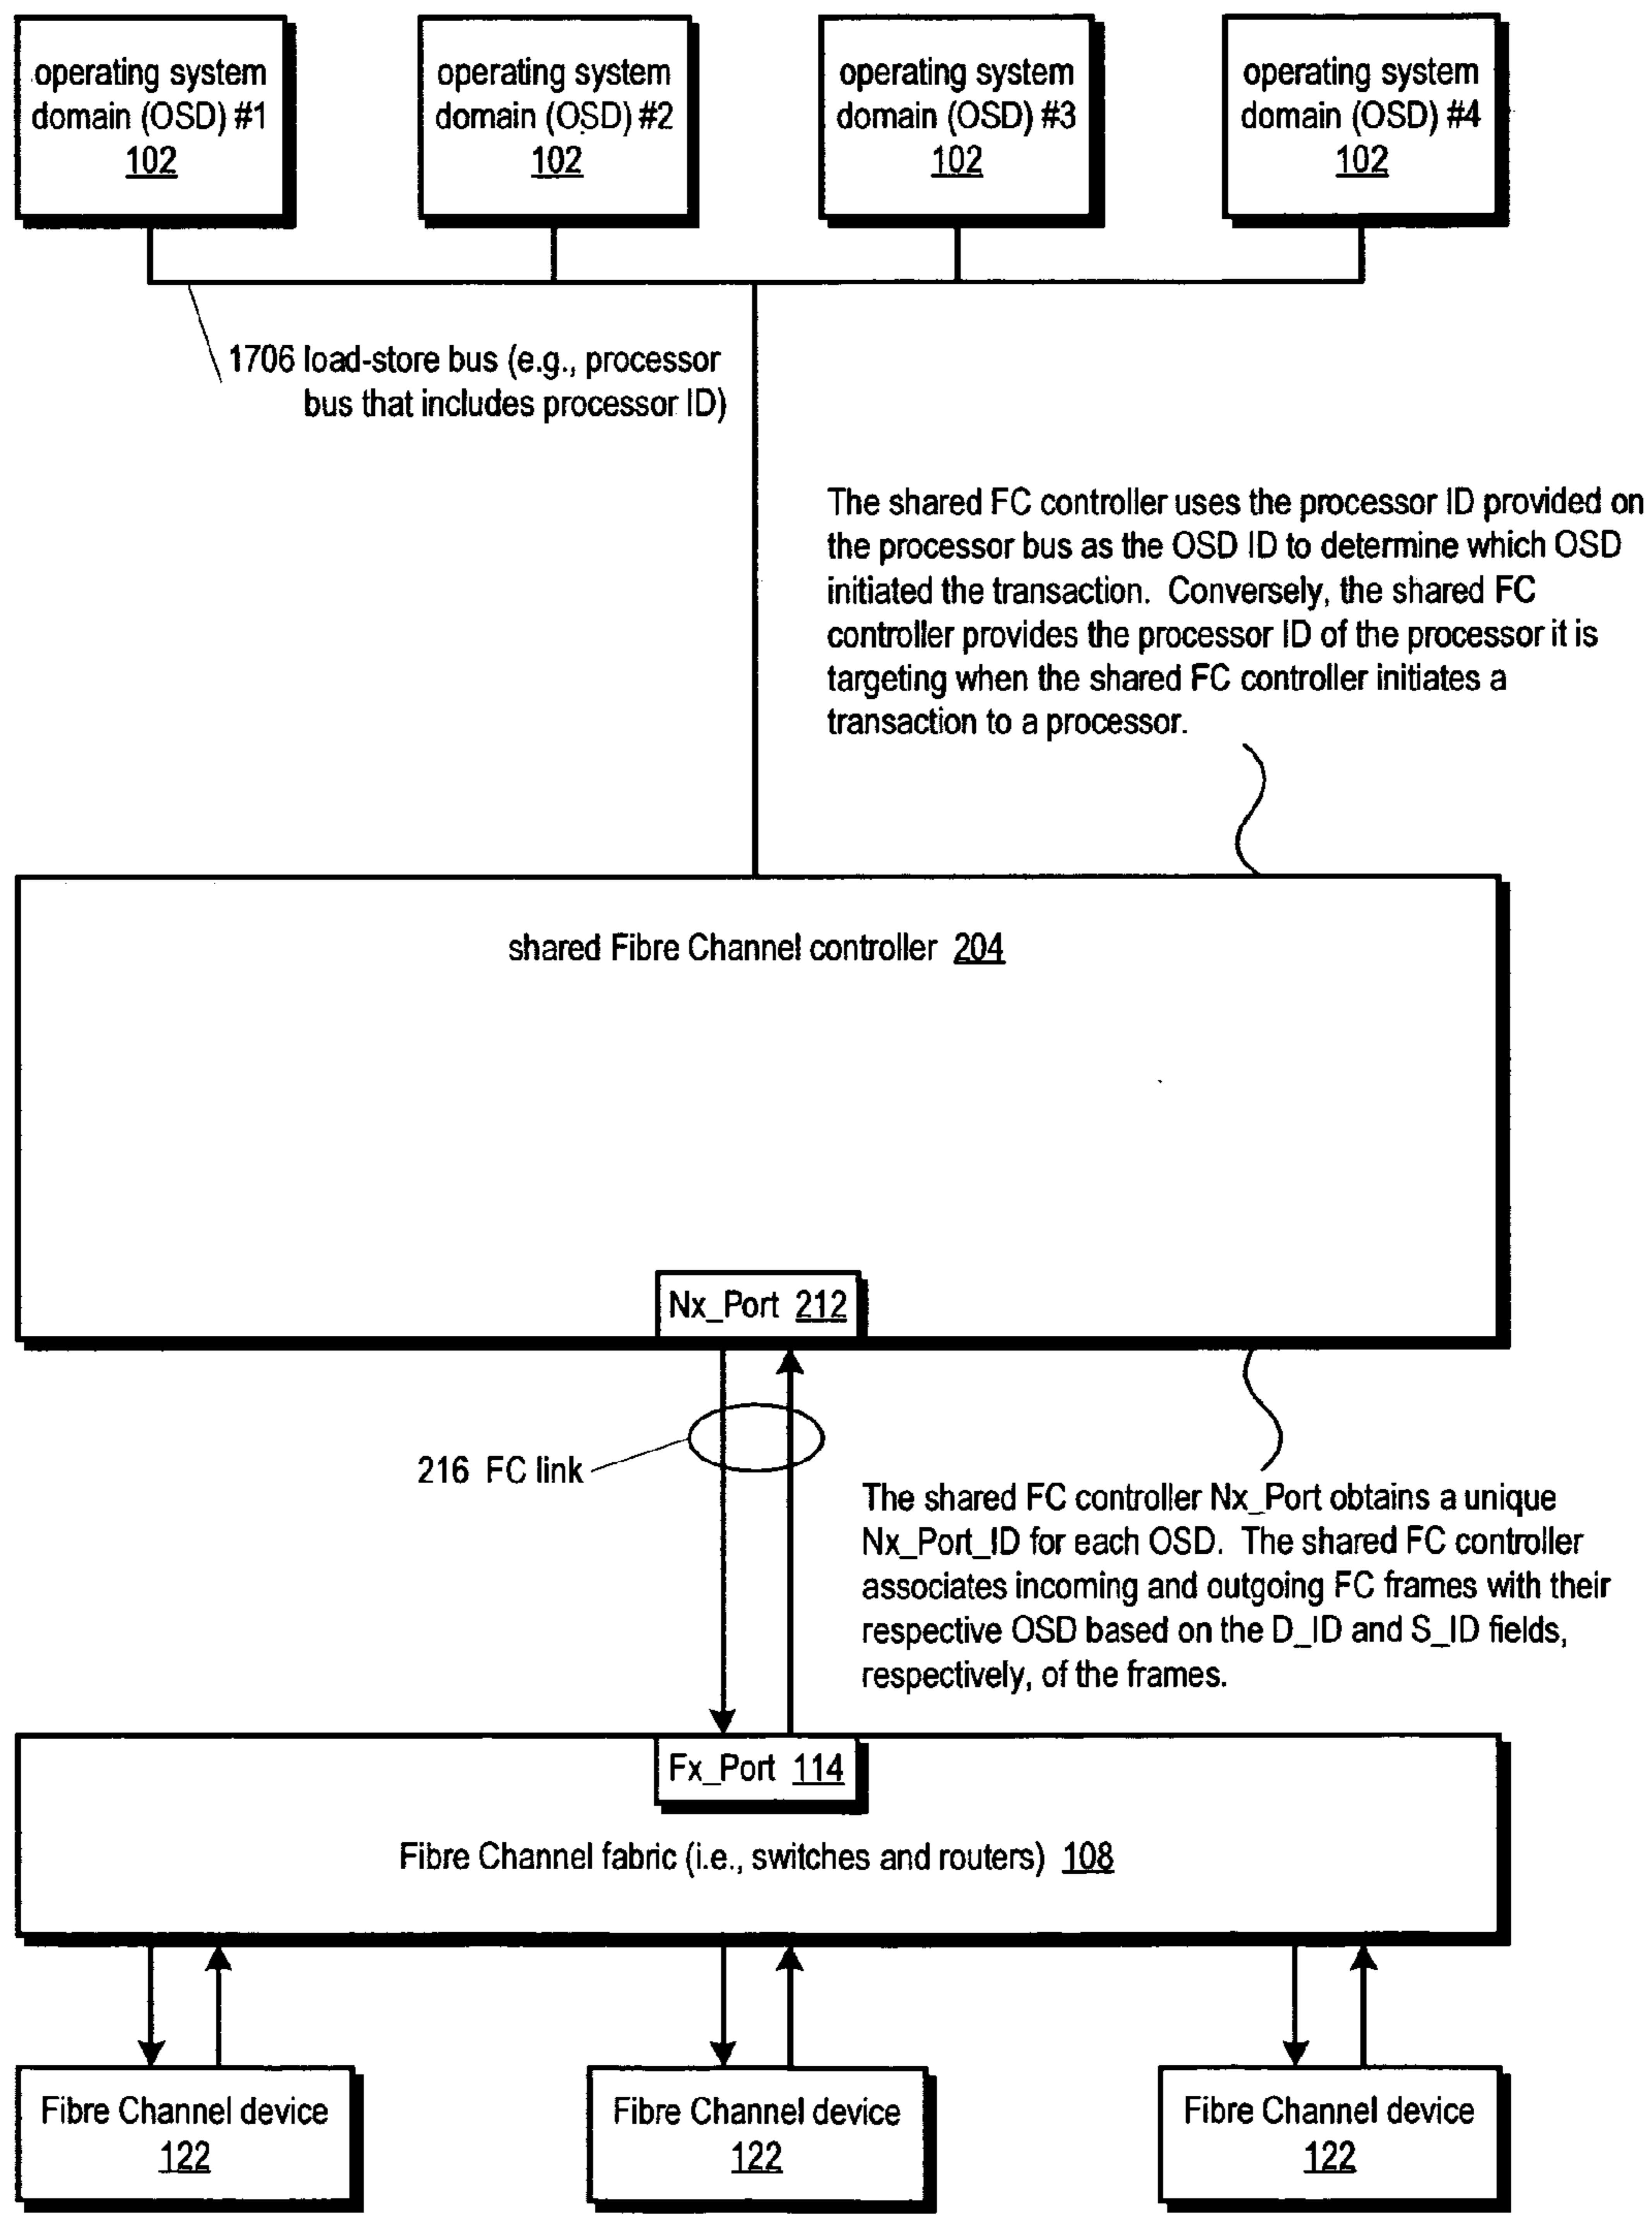 operating system
domain (OSD) #1
102
operating system
domain (OSD) #2
102
operating system
domain (OSD) #3
102
operating system
domain (OSD) #4
102
1706 load-store bus (e.g., processor
bus that includes processor ID)
The shared FC controller uses the processor ID provided on
the processor bus as the OSD ID to determine which OSD
initiated the transaction.  Conversely, the shared FC
controller provides the processor ID of the processor it is
targeting when the shared FC controller initiates a
transaction to a processor.
shared Fibre Channel controller 204
Nx_Port 212
216 FC link
The shared FC controller Nx_Port obtains a unique
Nx_Port_ID for each OSD.  The shared FC controller
associates incoming and outgoing FC frames with their
respective OSD based on the D_ID and S_ID fields,
respectively, of the frames.
Fx_Port 114
Fibre Channel fabric (i.e., switches and routers) 108
Fibre Channel device
122
Fibre Channel device
122
Fibre Channel device
122